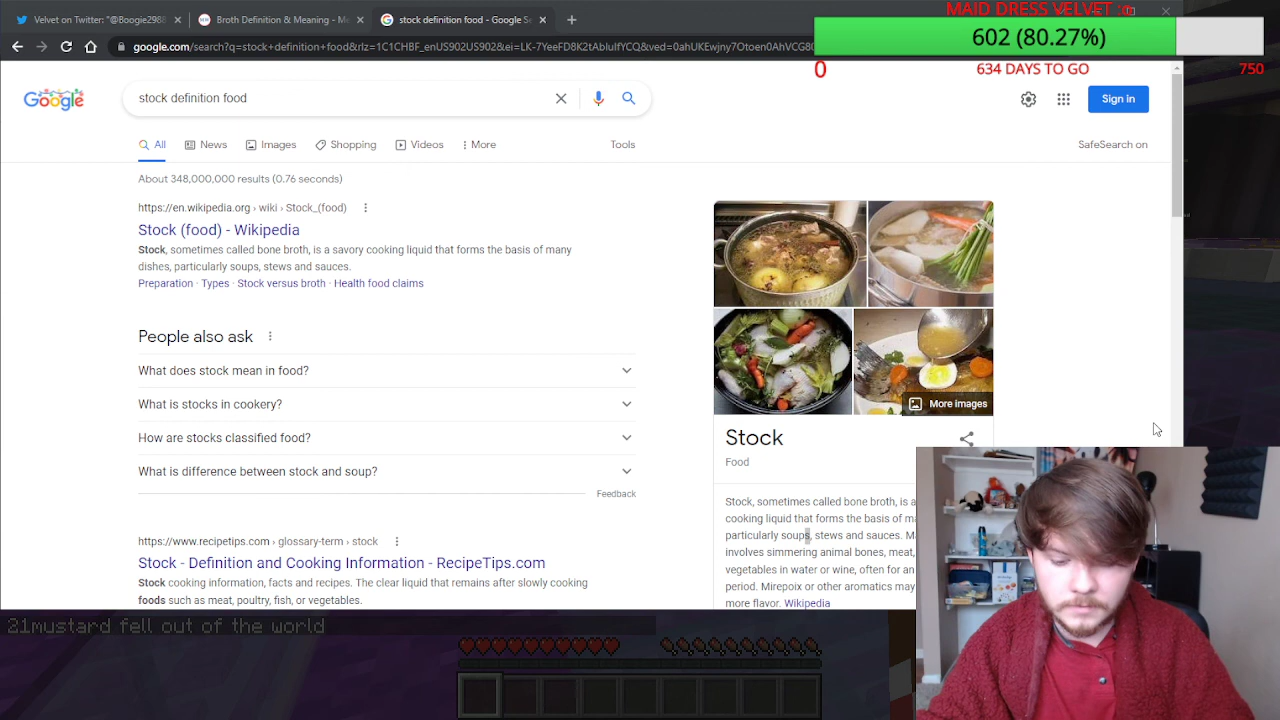 Velvet on Twitter: "@Boogie2988
Broth Definition & Meaning - Me
stock definition food - Google Se
MAID DRESS VELVET :o
google.com/search?q=stock+definition+food&rlz=1C1CHBF_enUS902US902&ei=
602 (80.27%)
0
634 DAYS TO GO
750
Google
stock definition food
Sign in
All
News
Images
Shopping
Videos
More
Tools
SafeSearch on
About 348,000,000 results (0.76 seconds)
https://en.wikipedia.org › wiki › Stock_(food)
Stock (food) - Wikipedia
Stock, sometimes called bone broth, is a savory cooking liquid that forms the basis of many
dishes, particularly soups, stews and sauces.
Preparation · Types · Stock versus broth · Health food claims
People also ask
What does stock mean in food?
What is stocks in cookery?
How are stocks classified food?
What is difference between stock and soup?
Feedback
https://www.recipetips.com › glossary-term › stock
Stock - Definition and Cooking Information - RecipeTips.com
Stock cooking information, facts and recipes. The clear liquid that remains after slowly cooking
foods such as meat, poultry, fish, or vegetables.
More images
Stock
Food
Stock, sometimes called bone broth, is a
cooking liquid that forms the basis of
particularly soups, stews and sauces.
involves simmering animal bones, meat,
vegetables in water or wine, often for an
period. Mirepoix or other aromatics may
more flavor. Wikipedia
21mustard fell out of the world